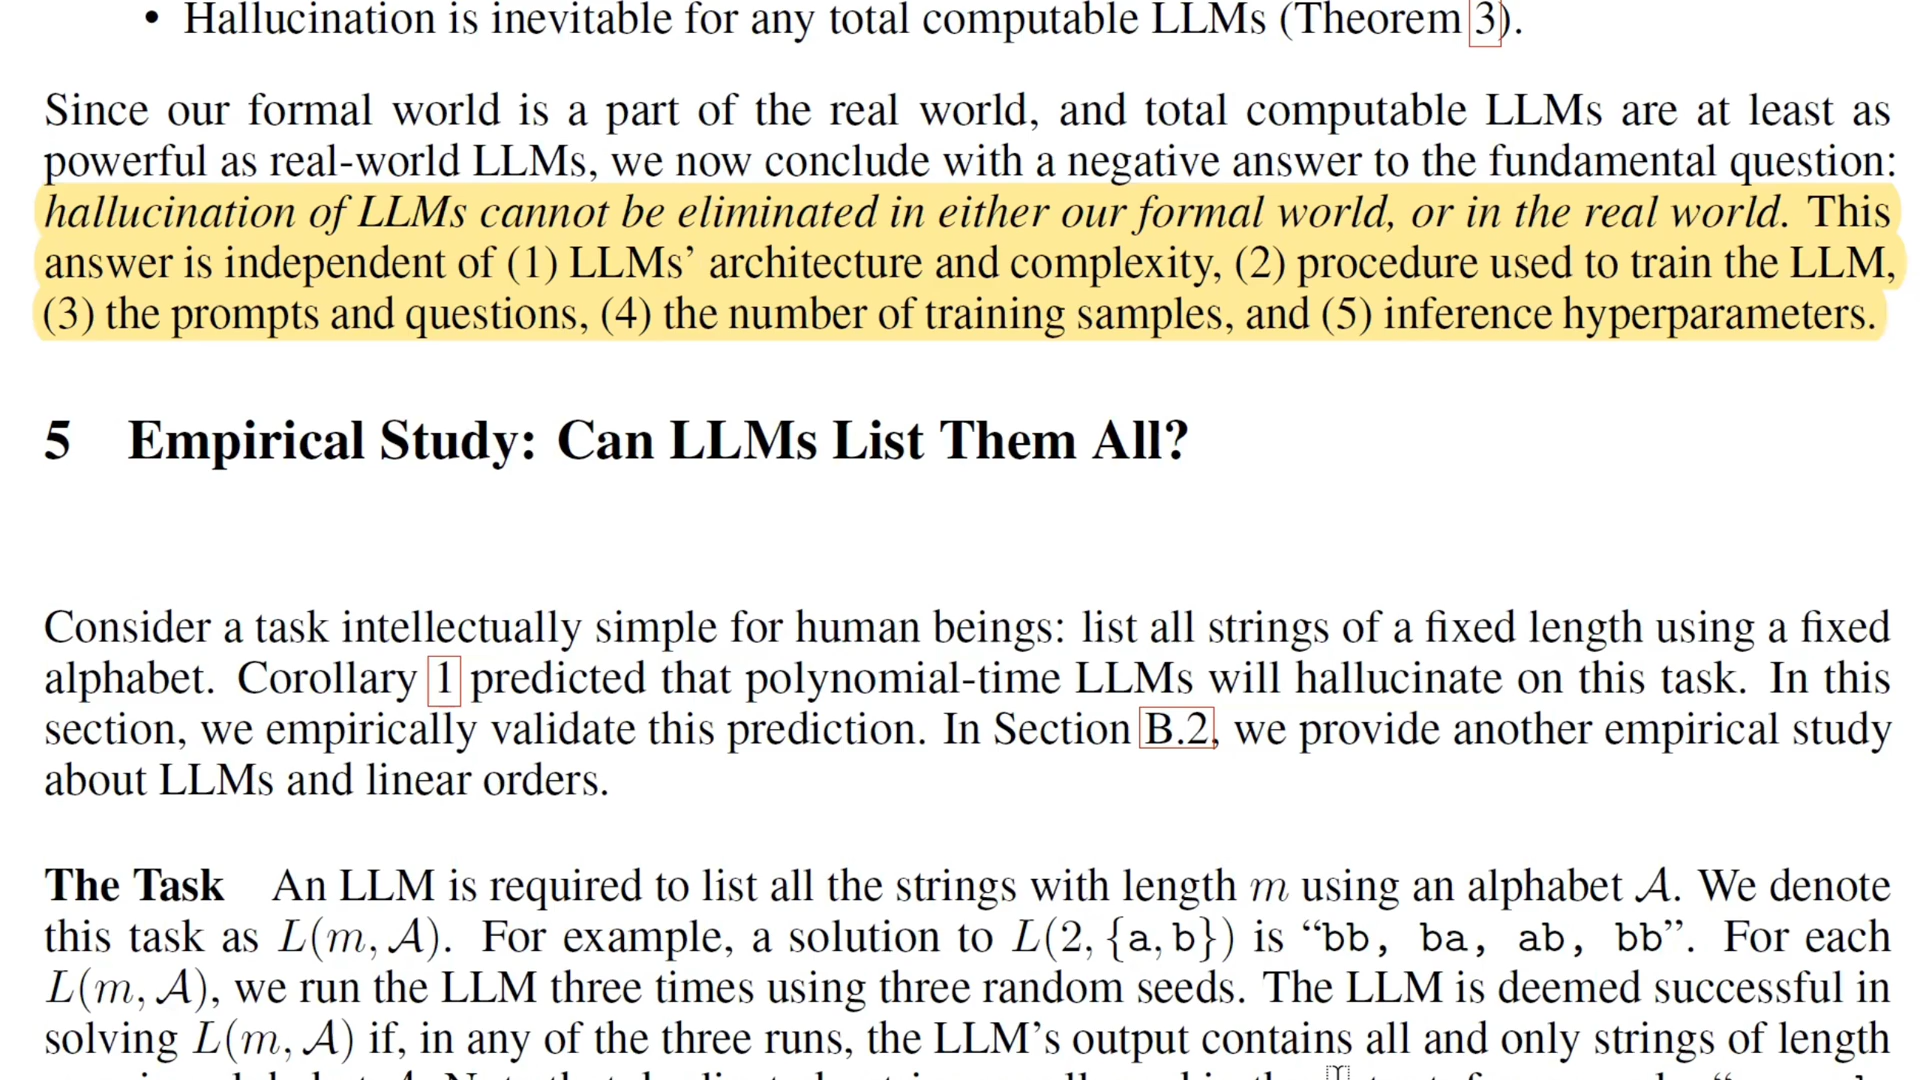 • Hallucination is inevitable for any total computable LLMs (Theorem 3).
Since our formal world is a part of the real world, and total computable LLMs are at least as
powerful as real-world LLMs, we now conclude with a negative answer to the fundamental question:
hallucination of LLMs cannot be eliminated in either our formal world, or in the real world. This
answer is independent of (1) LLMs’ architecture and complexity, (2) procedure used to train the LLM,
(3) the prompts and questions, (4) the number of training samples, and (5) inference hyperparameters.
5 Empirical Study: Can LLMs List Them All?
Consider a task intellectually simple for human beings: list all strings of a fixed length using a fixed
alphabet. Corollary 1 predicted that polynomial-time LLMs will hallucinate on this task. In this
section, we empirically validate this prediction. In Section B.2, we provide another empirical study
about LLMs and linear orders.
The Task An LLM is required to list all the strings with length m using an alphabet 𝒜. We denote
this task as L(m, 𝒜). For example, a solution to L(2, {a, b}) is “bb, ba, ab, bb”. For each
L(m, 𝒜), we run the LLM three times using three random seeds. The LLM is deemed successful in
solving L(m, 𝒜) if, in any of the three runs, the LLM’s output contains all and only strings of length